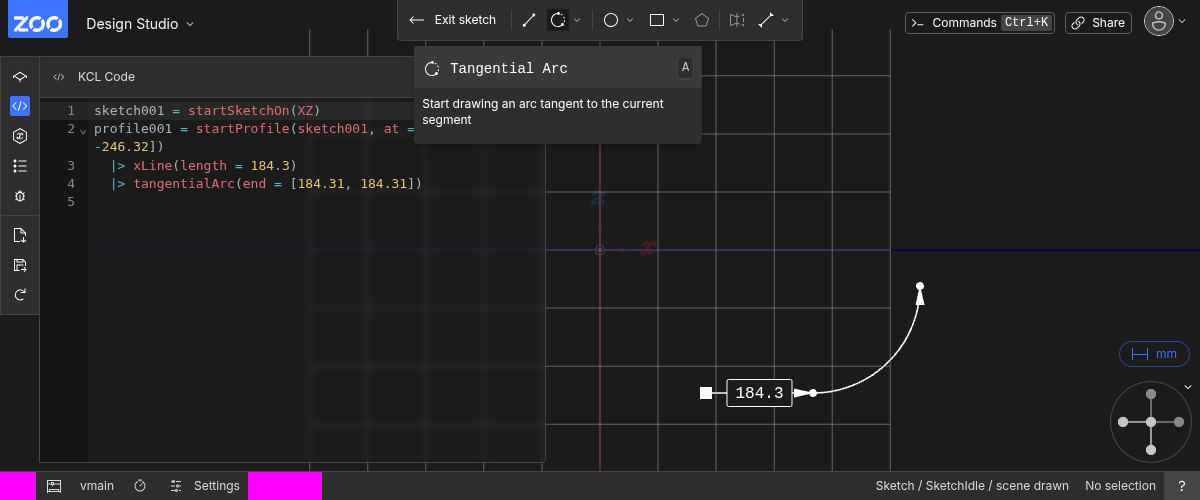 ZOO
Design Studio
Exit sketch
Commands Ctrl+K
Share
Tangential Arc
A
Start drawing an arc tangent to the current
segment
KCL Code
1 sketch001 = startSketchOn(XZ)
2 profile001 = startProfile(sketch001, at =
-246.32])
3 |> xLine(length = 184.3)
4 |> tangentialArc(end = [184.31, 184.31])
5
z
x
184.3
mm
vmain
Settings
Sketch / SketchIdle / scene drawn
No selection
?